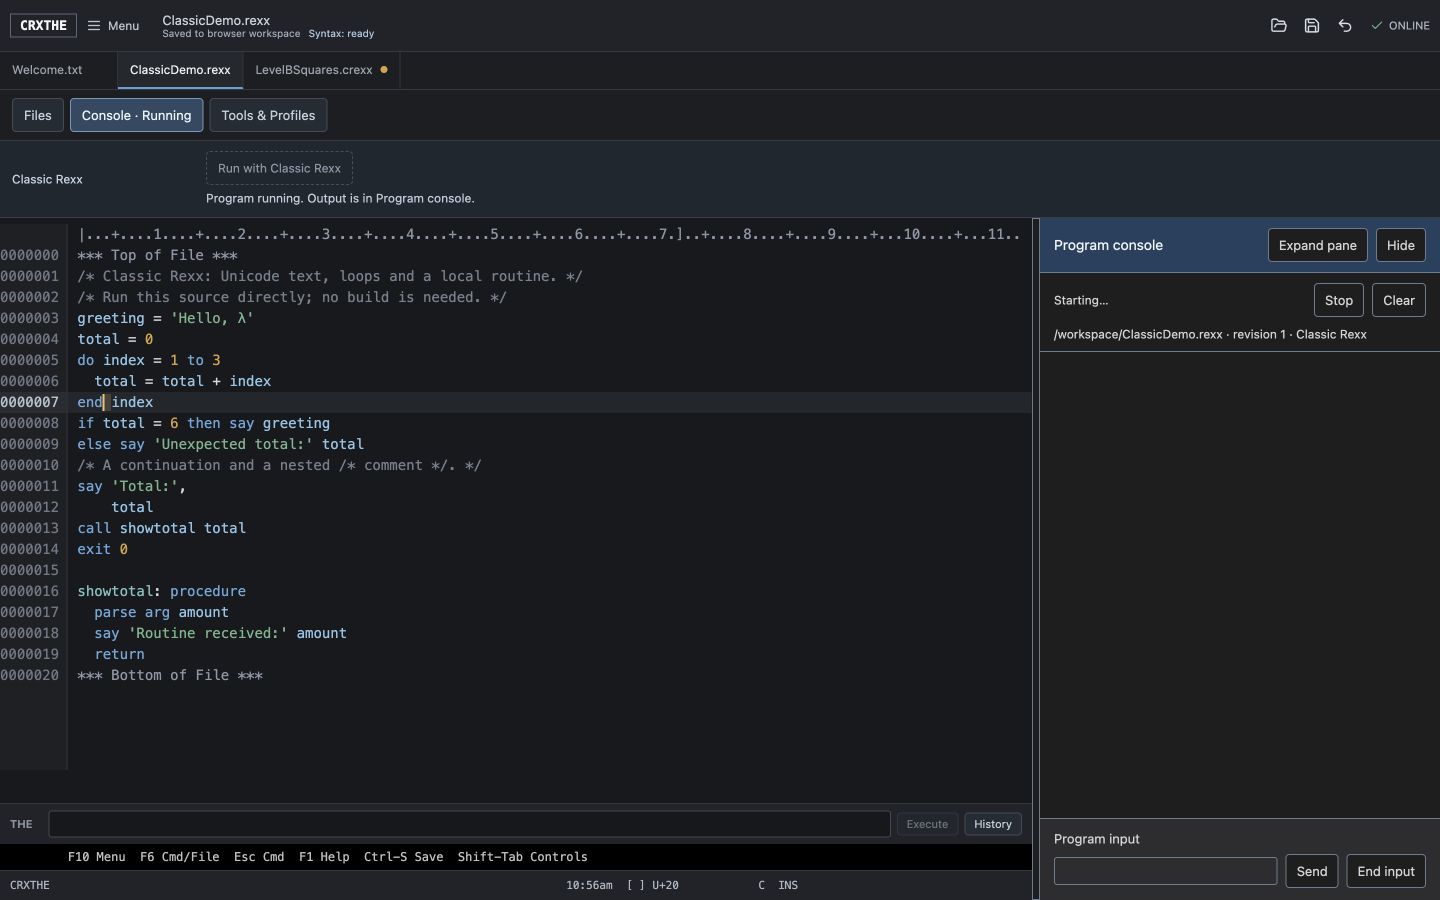 CRXTHE
Menu
ClassicDemo.rexx
Saved to browser workspace Syntax: ready
ONLINE
Welcome.txt
ClassicDemo.rexx
LevelBSquares.crexx
Files
Console · Running
Tools & Profiles
Classic Rexx
Run with Classic Rexx
Program running. Output is in Program console.
|...+....1....+....2....+....3....+....4....+....5....+....6....+....7.]..+....8....+....9....+...10....+...11..
0000000 *** Top of File ***
0000001 /* Classic Rexx: Unicode text, loops and a local routine. */
0000002 /* Run this source directly; no build is needed. */
0000003 greeting = 'Hello, λ'
0000004 total = 0
0000005 do index = 1 to 3
0000006   total = total + index
0000007 end index
0000008 if total = 6 then say greeting
0000009 else say 'Unexpected total:' total
0000010 /* A continuation and a nested /* comment */. */
0000011 say 'Total:',
0000012     total
0000013 call showtotal total
0000014 exit 0
0000015
0000016 showtotal: procedure
0000017   parse arg amount
0000018   say 'Routine received:' amount
0000019   return
0000020 *** Bottom of File ***
Program console
Expand pane
Hide
Starting...
Stop
Clear
/workspace/ClassicDemo.rexx · revision 1 · Classic Rexx
THE
Execute
History
F10 Menu F6 Cmd/File Esc Cmd F1 Help Ctrl-S Save Shift-Tab Controls
CRXTHE
10:56am [ ] U+20
C INS
Program input
Send
End input